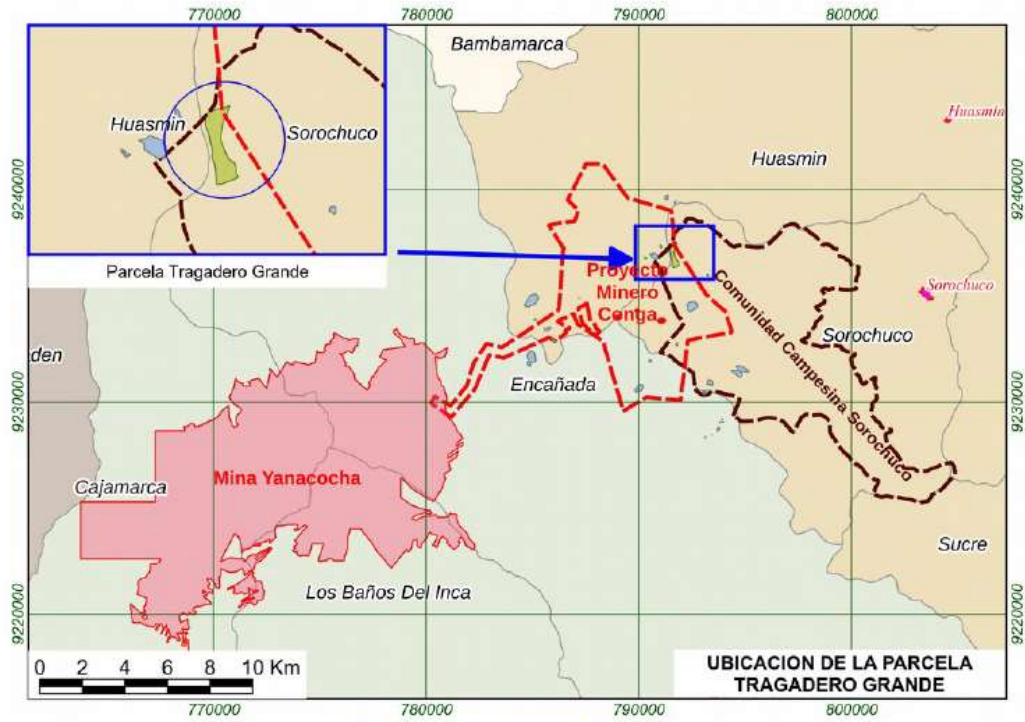 770000
780000
790000
800000
Bambamarca
Huasmin
Sorochuco
Huasmin
Huasmin
9240000
9240000
Parcela Tragadero Grande
Proyecto
Minero
Conga
Comunidad Campesina Sorochuco
Sorochuco
Sorochuco
den
Encañada
9230000
9230000
Mina Yanacocha
Cajamarca
Sucre
Los Baños Del Inca
9220000
9220000
0 2 4 6 8 10 Km
UBICACION DE LA PARCELA
TRAGADERO GRANDE
770000
780000
790000
800000